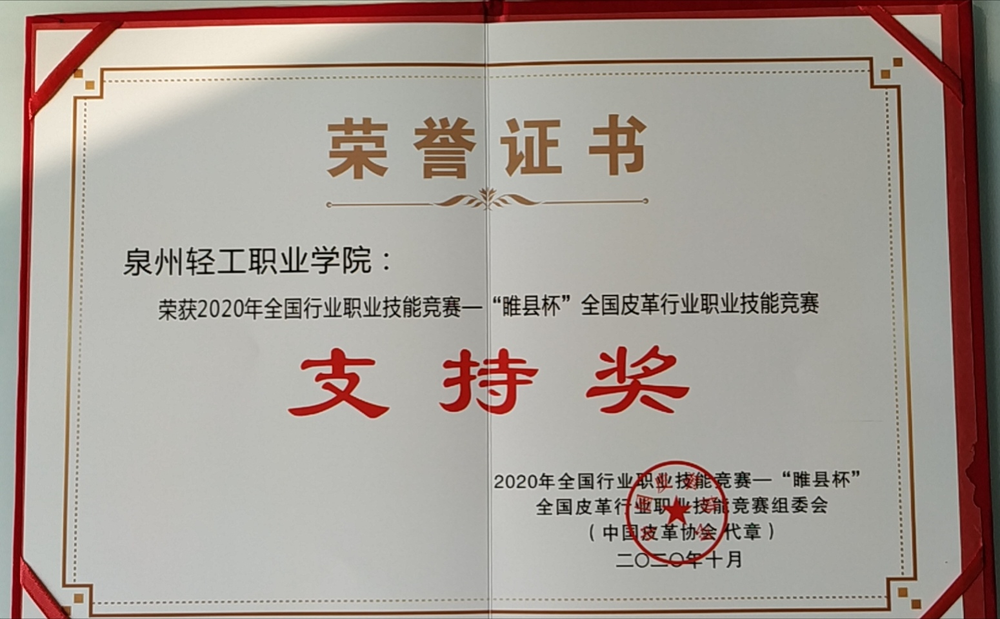 荣誉证书
泉州轻工职业学院：
荣获2020年全国行业职业技能竞赛—“睢县杯”全国皮革行业职业技能竞赛
支持奖
2020年全国行业职业技能竞赛—“睢县杯”
全国皮革行业职业技能竞赛组委会
（中国皮革协会代章）
二〇二〇年十月